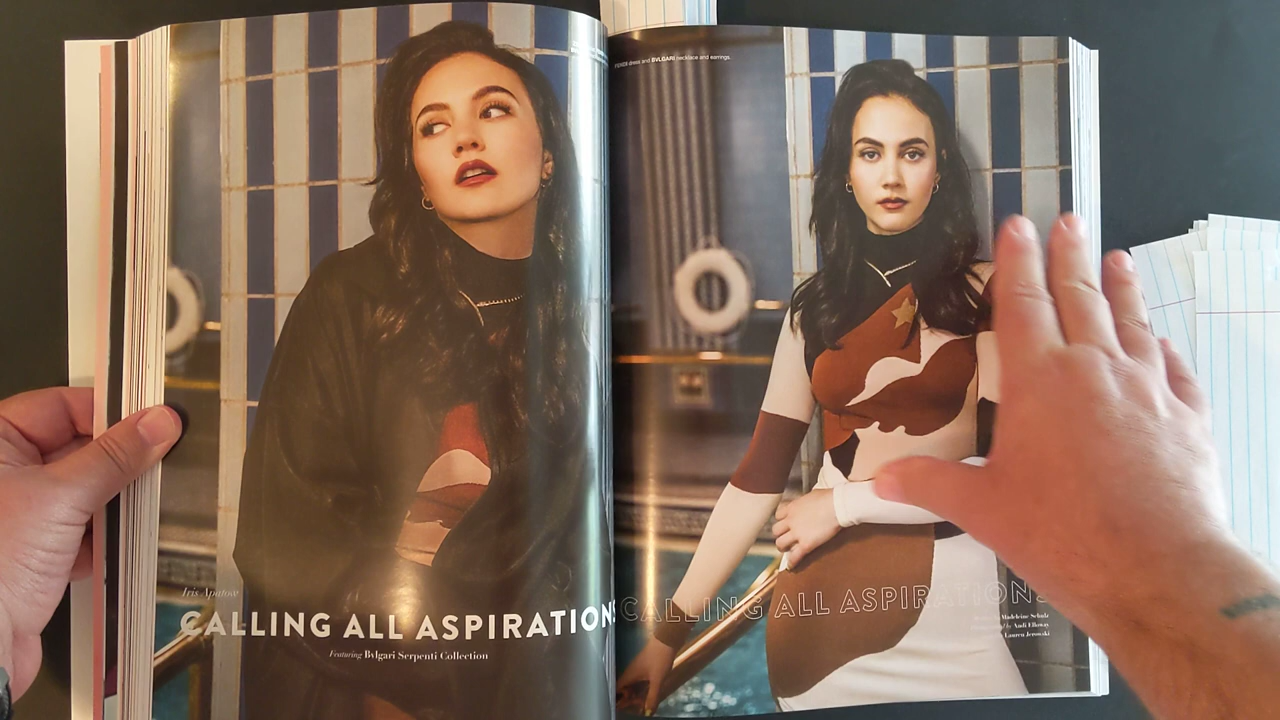 Iris Apatow
CALLING ALL ASPIRATIONS
Featuring Bvlgari Serpenti Collection
FENDI dress and BVLGARI necklace and earrings.
CALLING ALL ASPIRATIONS
Madeleine Schulz
by Andi Elloway
Lauren Jerowski